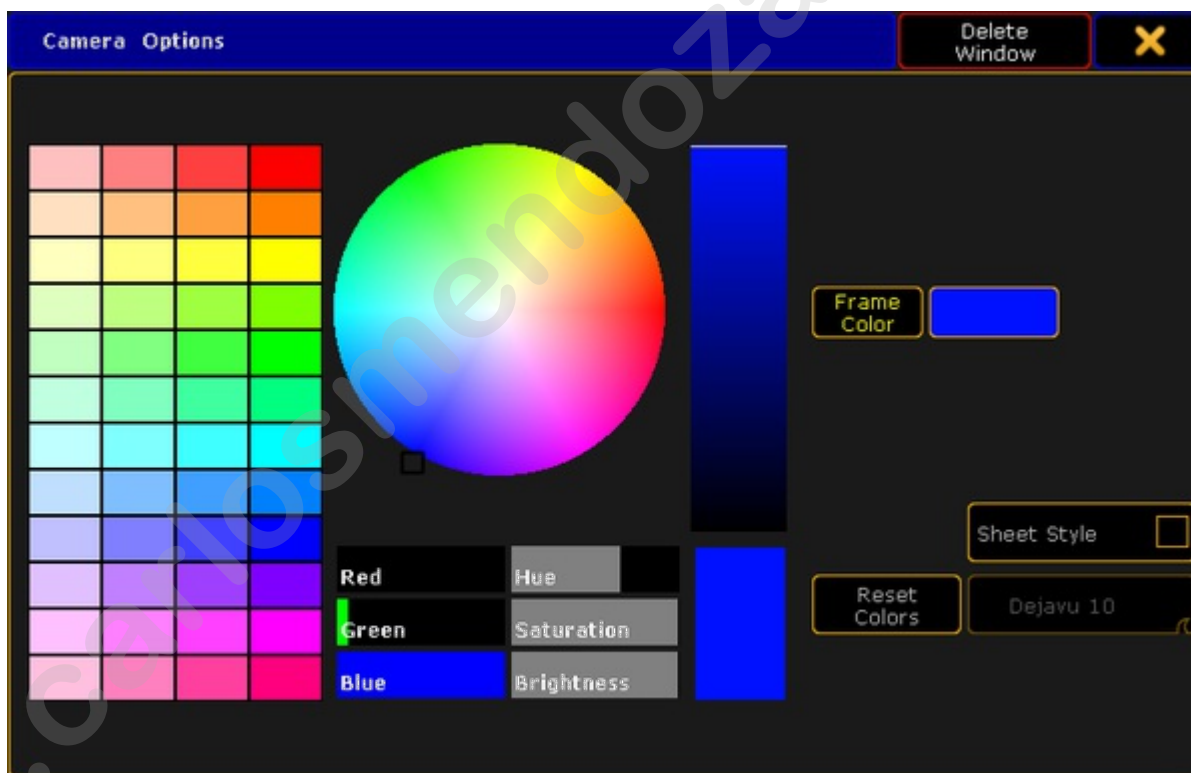 Camera Options
Delete
Window
Frame
Color
Sheet Style
Red
Hue
Reset
Colors
Dejavu 10
Green
Saturation
Blue
Brightness
.carlosmendoza